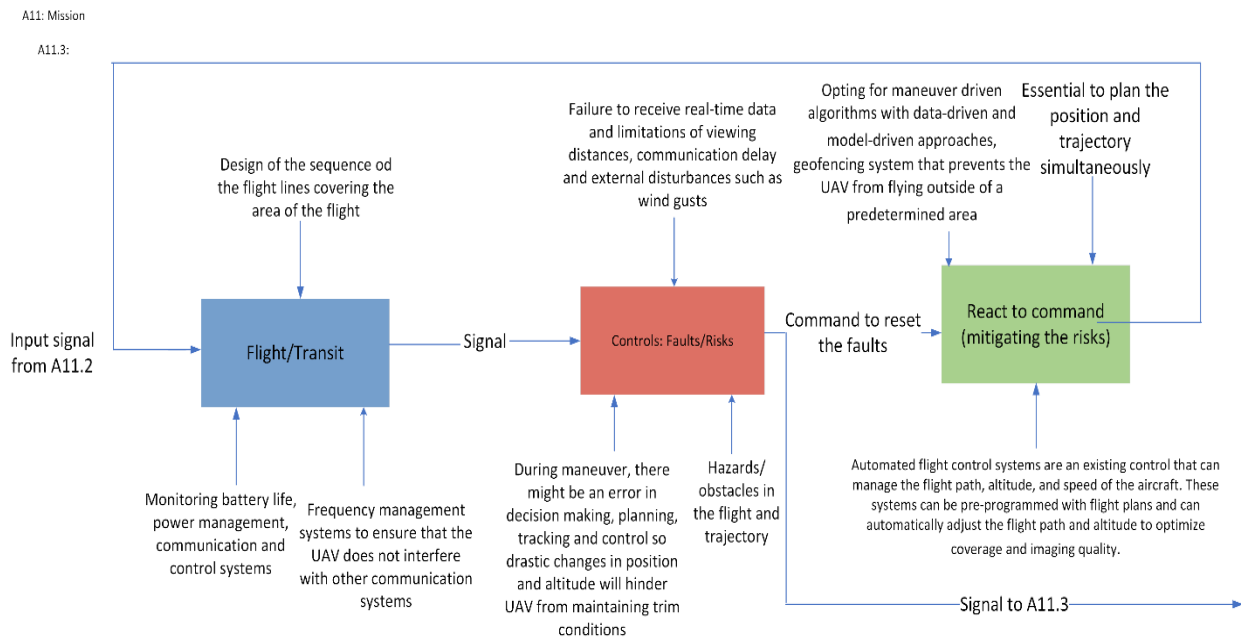 A11: Mission
A11.3:
Design of the sequence od
the flight lines covering the
area of the flight
Failure to receive real-time data
and limitations of viewing
distances, communication delay
and external disturbances such as
wind gusts
Opting for maneuver driven
algorithms with data-driven and
model-driven approaches,
geofencing system that prevents the
UAV from flying outside of a
predetermined area
Essential to plan the
position and
trajectory
simultaneously
Input signal
from A11.2
Flight/Transit
Signal
Controls: Faults/Risks
Command to reset
the faults
React to command
(mitigating the risks)
Monitoring battery life,
power management,
communication and
control systems
Frequency management
systems to ensure that the
UAV does not interfere
with other communication
systems
During maneuver, there
might be an error in
decision making, planning,
tracking and control so
drastic changes in position
and altitude will hinder
UAV from maintaining trim
conditions
Hazards/
obstacles in
the flight and
trajectory
Automated flight control systems are an existing control that can
manage the flight path, altitude, and speed of the aircraft. These
systems can be pre-programmed with flight plans and can
automatically adjust the flight path and altitude to optimize
coverage and imaging quality.
Signal to A11.3